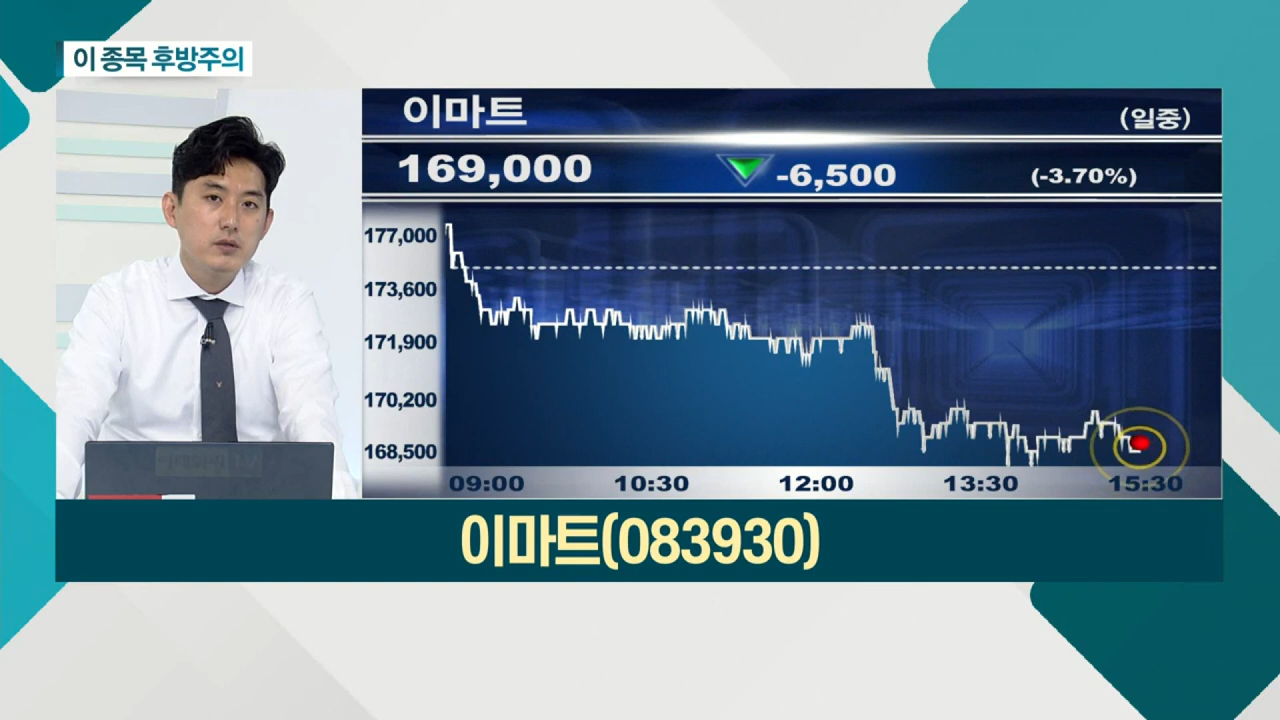 이 종목 후방주의
이마트
(일중)
169,000 -6,500 (-3.70%)
177,000
173,600
171,900
170,200
168,500
09:00 10:30 12:00 13:30 15:30
이마트(083930)